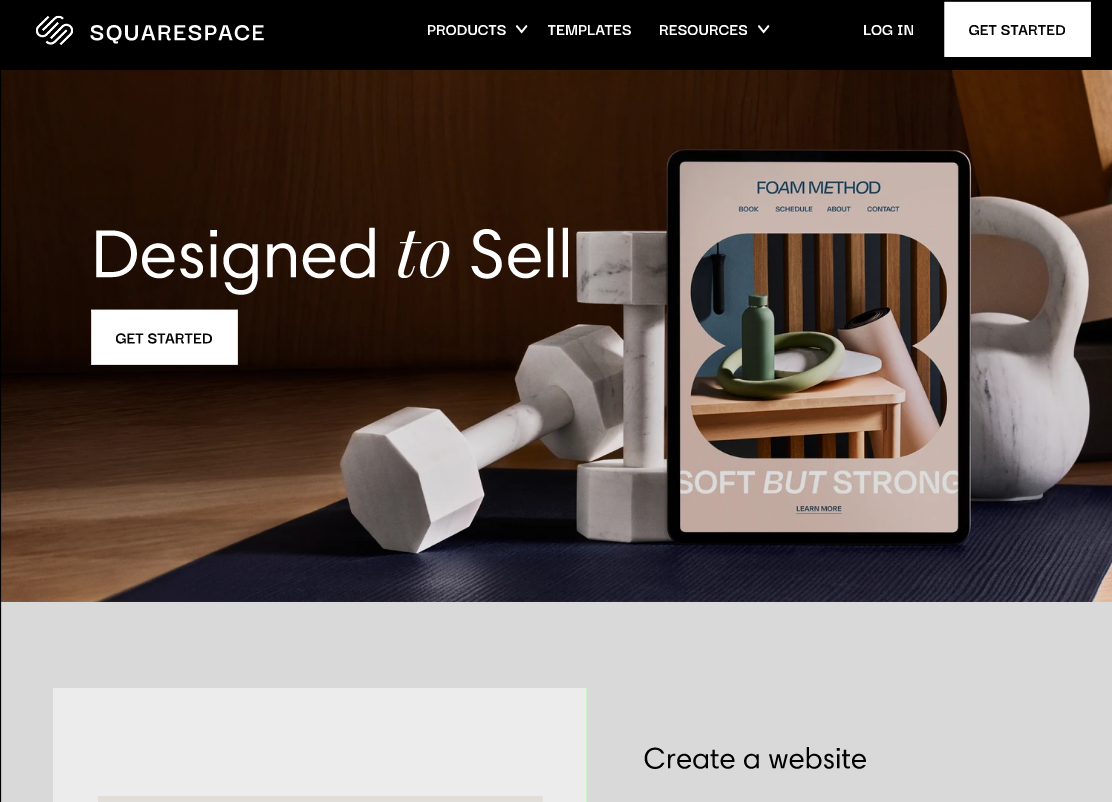 SQUARESPACE
PRODUCTS
TEMPLATES
RESOURCES
LOG IN
GET STARTED
Designed to Sell
GET STARTED
FOAM METHOD
BOOK SCHEDULE ABOUT CONTACT
SOFT BUT STRONG
LEARN MORE
Create a website